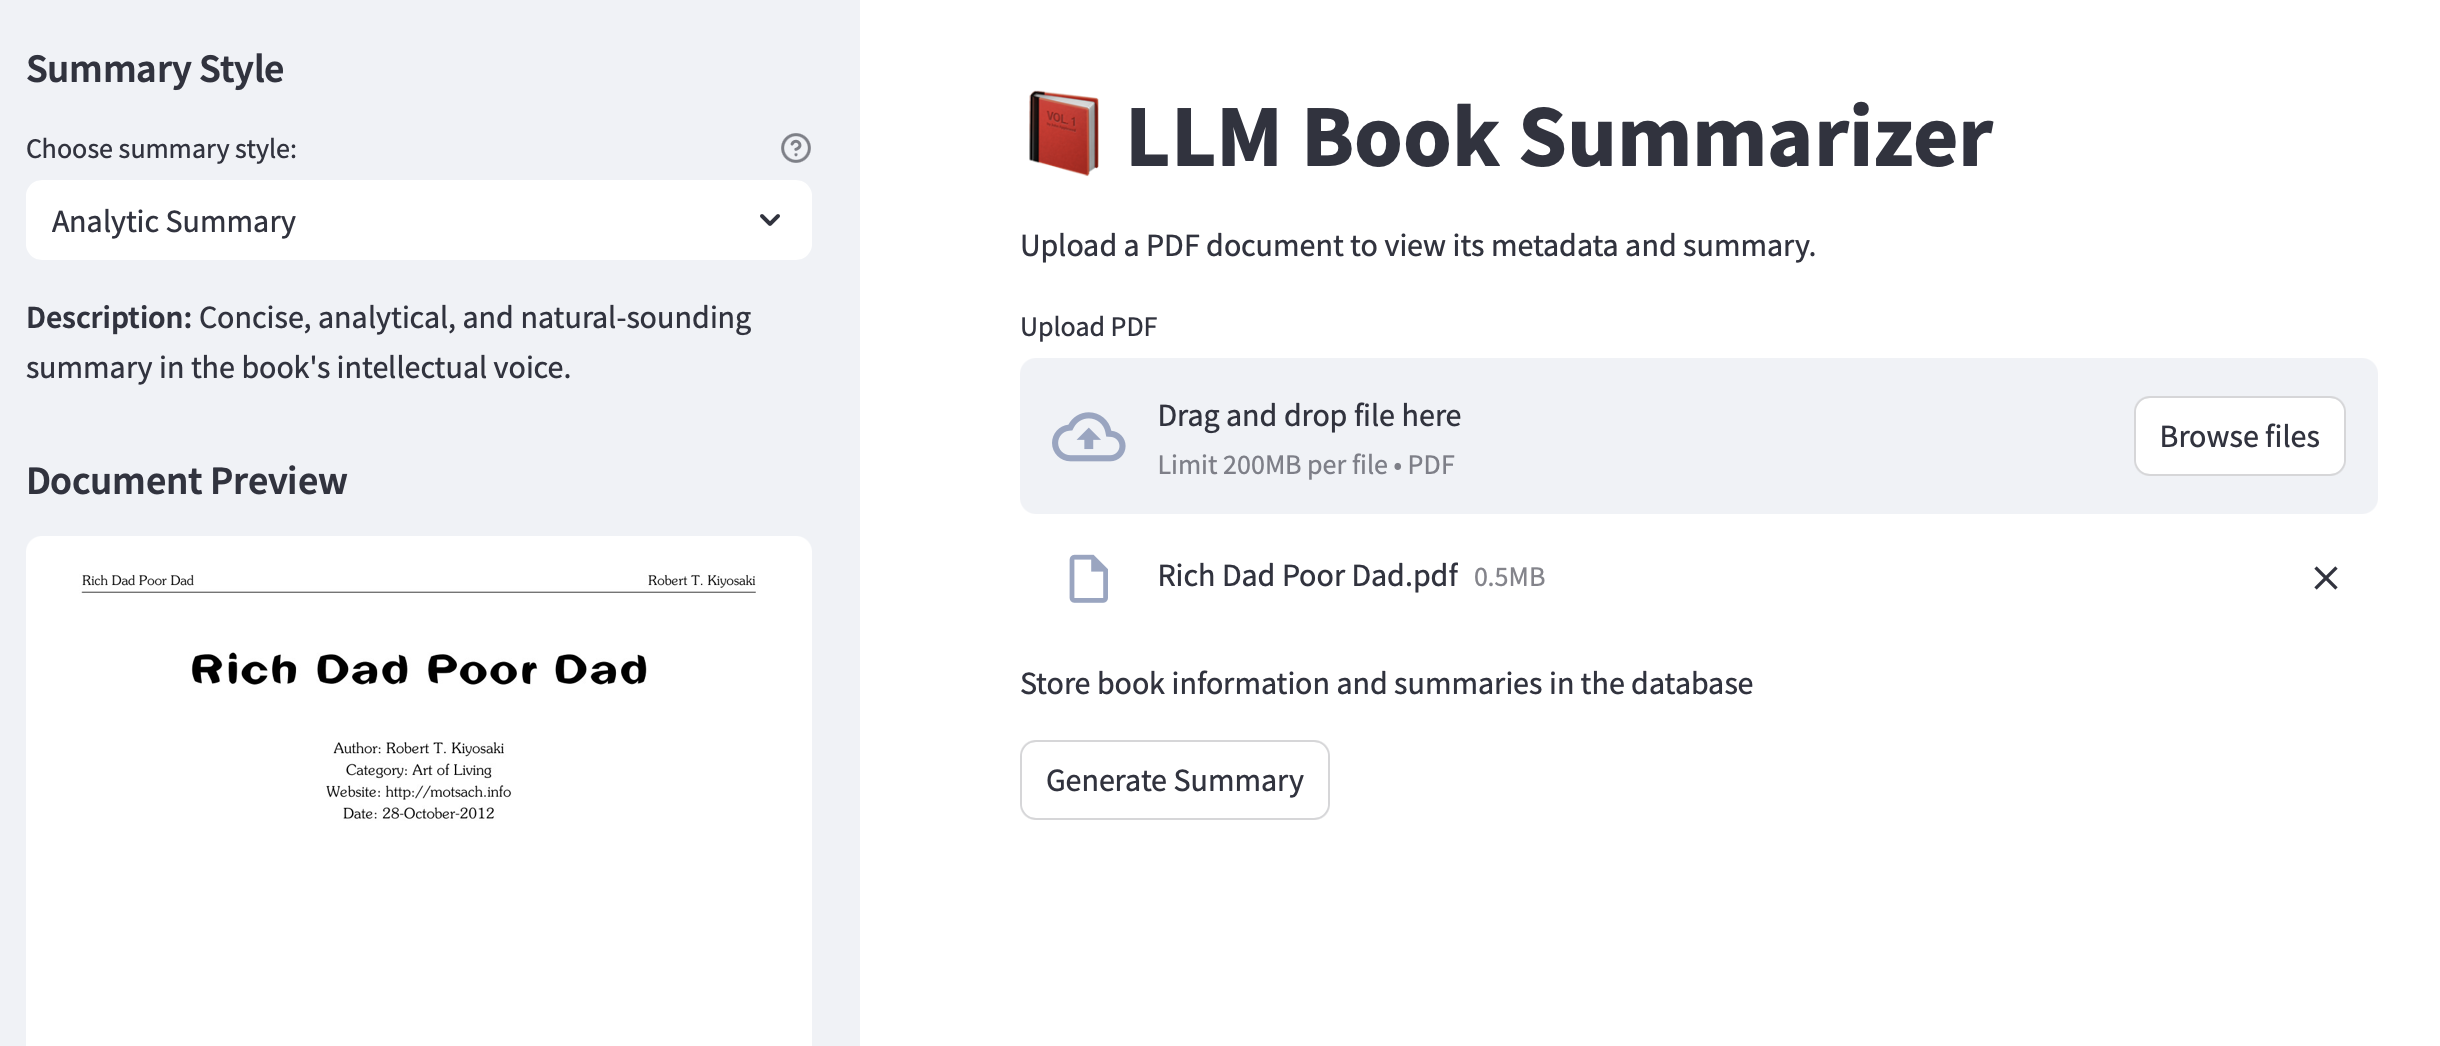 Summary Style
Choose summary style:
Analytic Summary
Description: Concise, analytical, and natural-sounding
summary in the book's intellectual voice.
Document Preview
Rich Dad Poor Dad Robert T. Kiyosaki
Rich Dad Poor Dad
Author: Robert T. Kiyosaki
Category: Art of Living
Website: http://motsach.info
Date: 28-October-2012
VOL. 1
LLM Book Summarizer
Upload a PDF document to view its metadata and summary.
Upload PDF
Drag and drop file here
Limit 200MB per file • PDF
Browse files
Rich Dad Poor Dad.pdf 0.5MB
Store book information and summaries in the database
Generate Summary